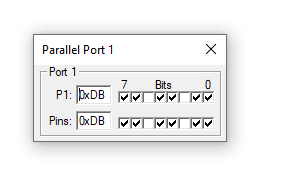 Parallel Port 1
Port 1
7 Bits 0
P1: 0xDB
Pins: 0xDB